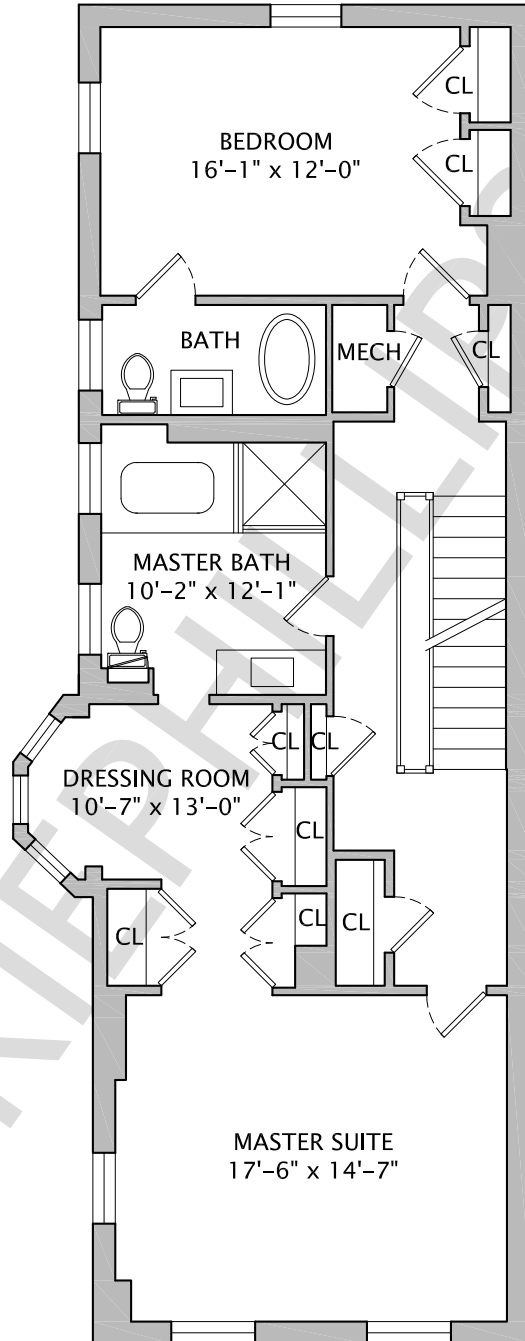 CL
BEDROOM
16'-1" x 12'-0"
CL
BATH
MECH
CL
MASTER BATH
10'-2" x 12'-1"
CL
CL
DRESSING ROOM
10'-7" x 13'-0"
CL
CL
CL
CL
MASTER SUITE
17'-6" x 14'-7"